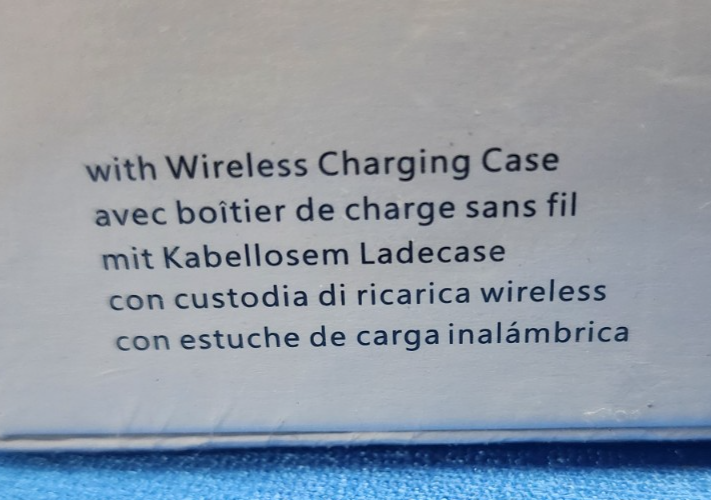 with Wireless Charging Case
avec boîtier de charge sans fil
mit Kabellosem Ladecase
con custodia di ricarica wireless
con estuche de carga inalámbrica